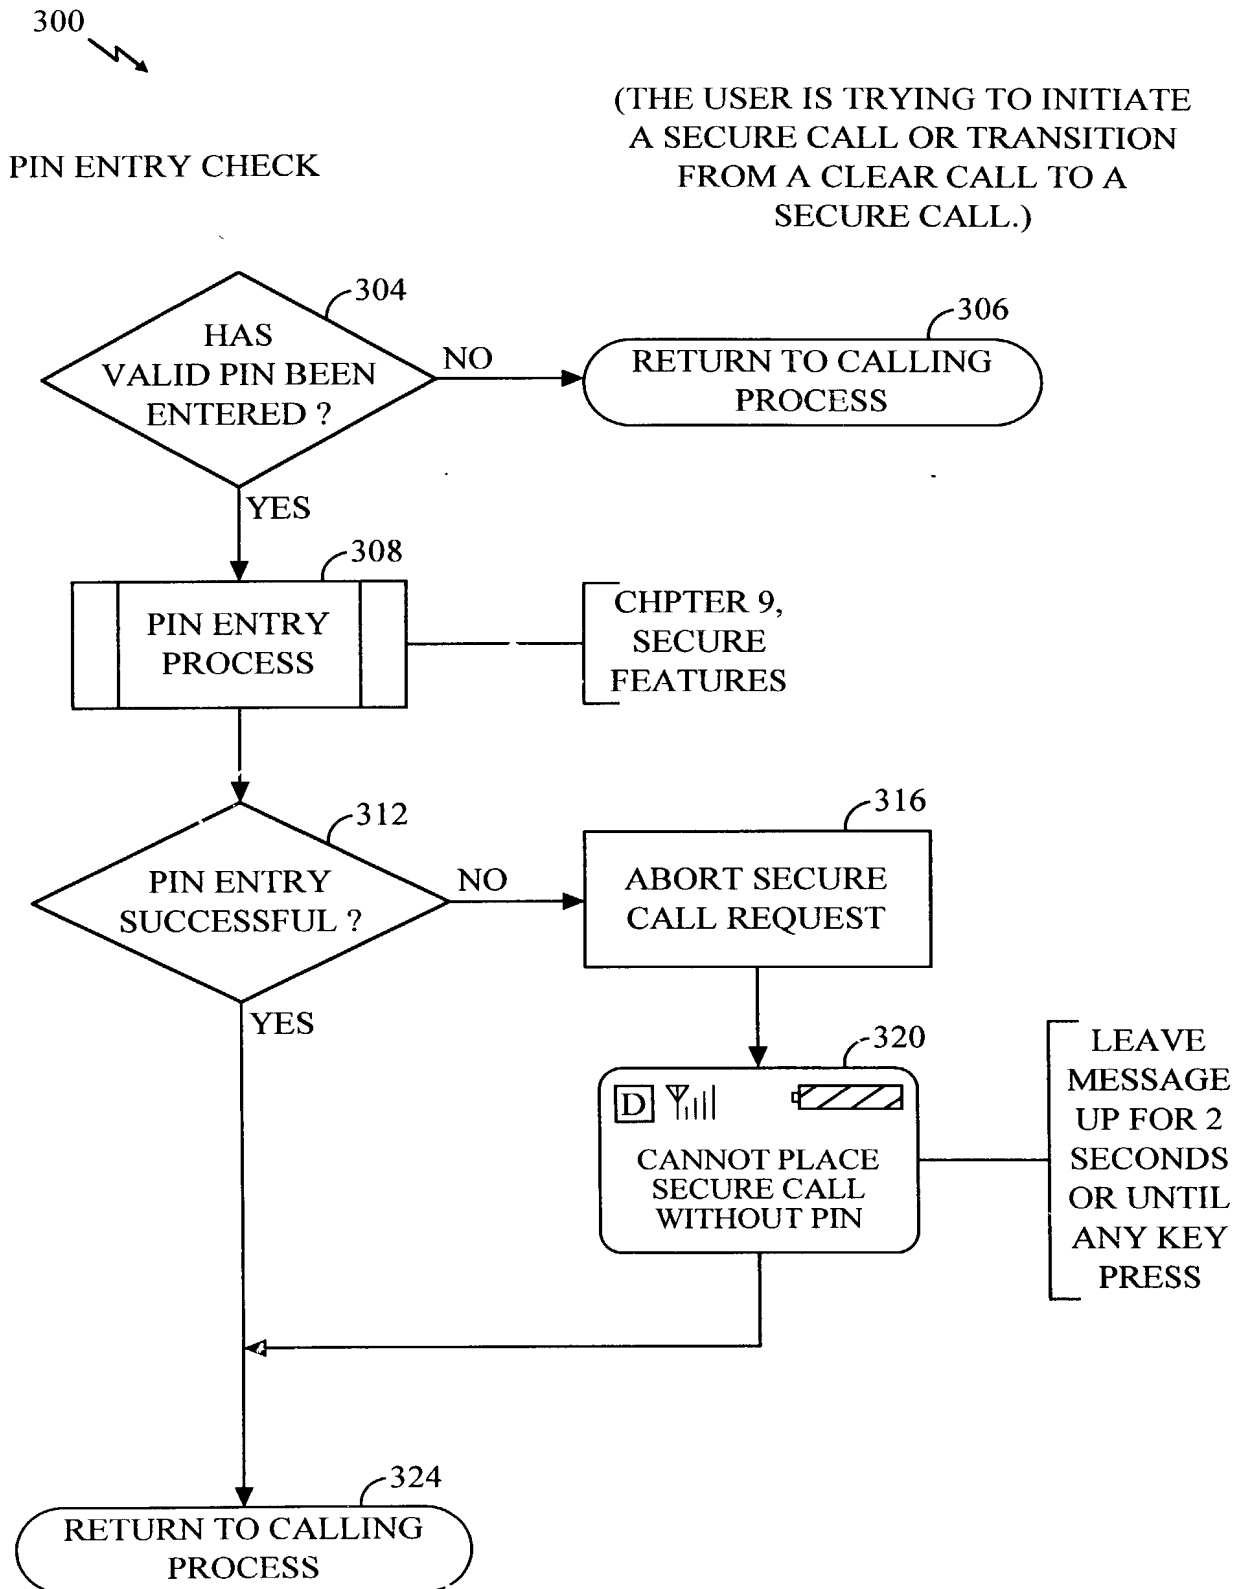 300
(THE USER IS TRYING TO INITIATE
A SECURE CALL OR TRANSITION
FROM A CLEAR CALL TO A
SECURE CALL.)
PIN ENTRY CHECK
304
HAS
VALID PIN BEEN
ENTERED ?
NO
306
RETURN TO CALLING
PROCESS
YES
308
PIN ENTRY
PROCESS
CHPTER 9,
SECURE
FEATURES
312
PIN ENTRY
SUCCESSFUL ?
NO
316
ABORT SECURE
CALL REQUEST
YES
320
D
CANNOT PLACE
SECURE CALL
WITHOUT PIN
LEAVE
MESSAGE
UP FOR 2
SECONDS
OR UNTIL
ANY KEY
PRESS
324
RETURN TO CALLING
PROCESS